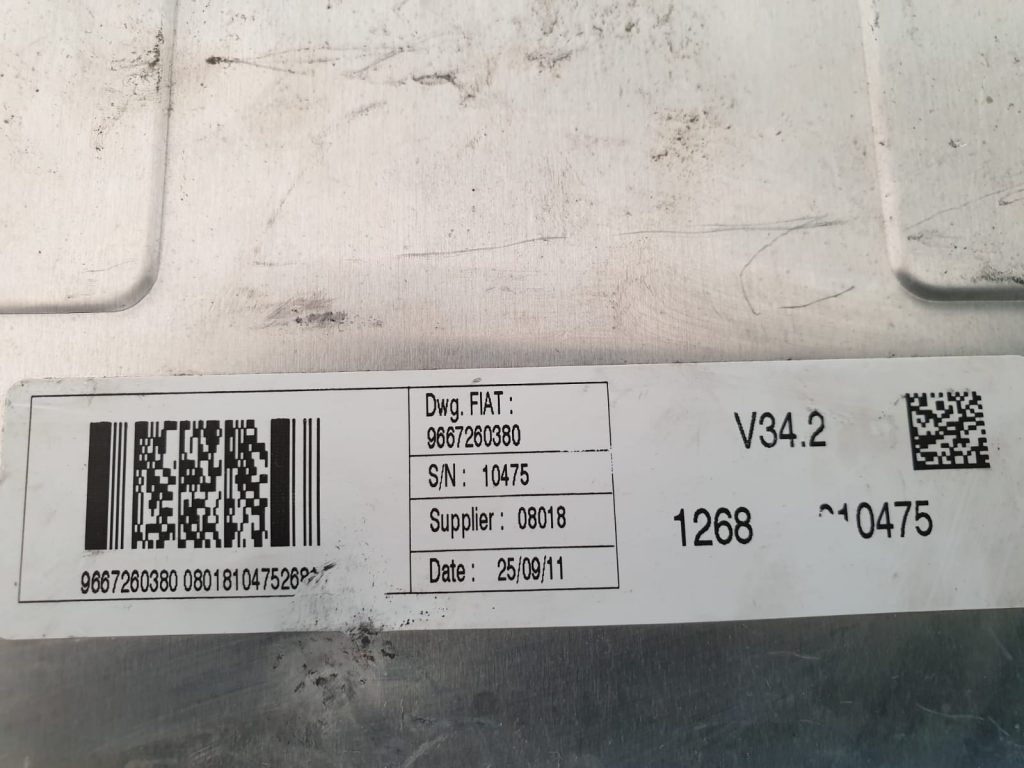 Dwg. FIAT :
9667260380
S/N : 10475
Supplier : 08018
Date : 25/09/11
9667260380
V34.2
1268